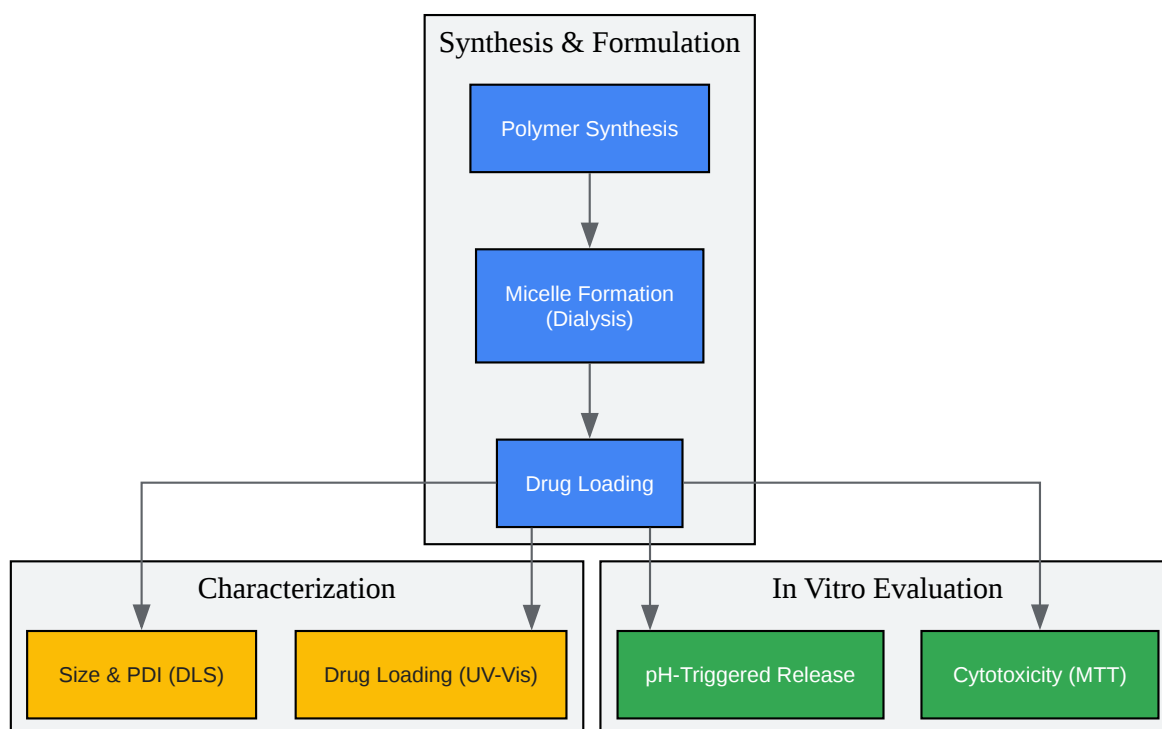 Synthesis & Formulation
Polymer Synthesis
Micelle Formation
(Dialysis)
Drug Loading
Characterization
Size & PDI (DLS)
Drug Loading (UV-Vis)
In Vitro Evaluation
pH-Triggered Release
Cytotoxicity (MTT)